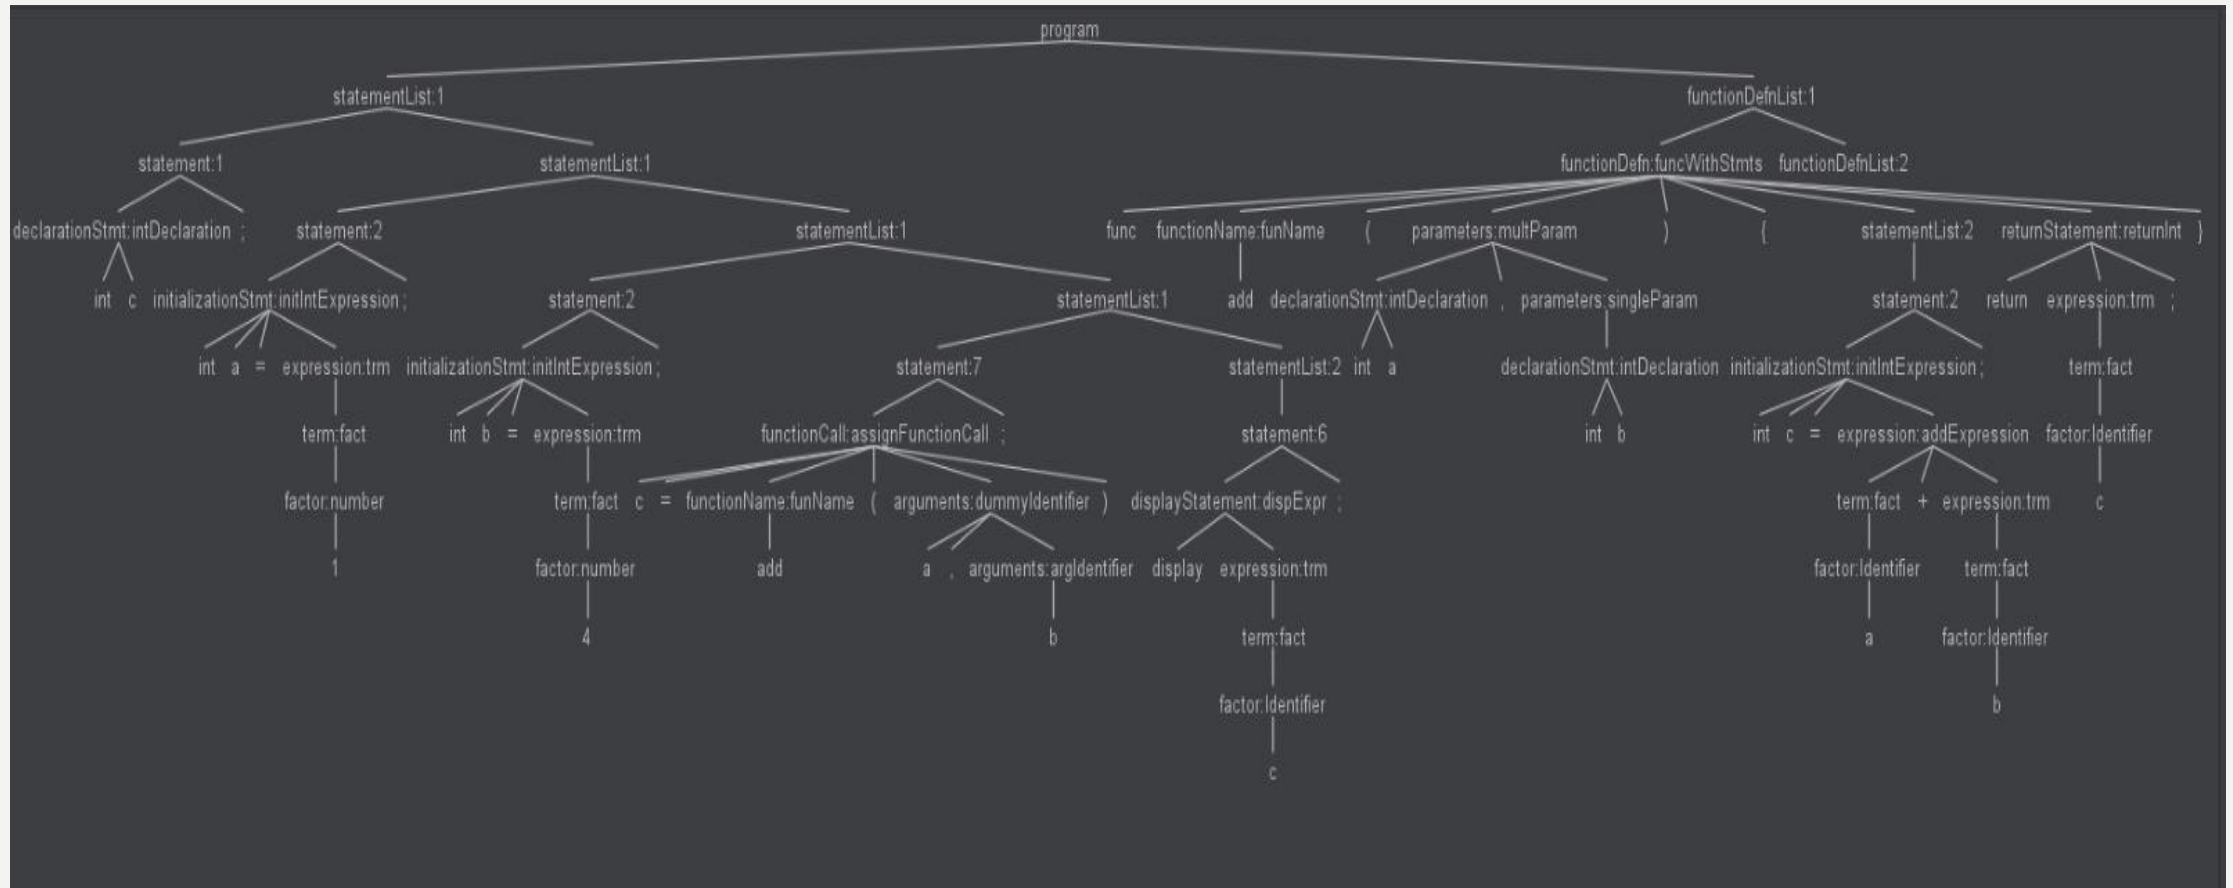 program
statementList:1 functionDefnList:1
statement:1 statementList:1 functionDefn:funcWithStmts functionDefnList:2
declarationStmt:intDeclaration ; statement:2 statementList:1 func functionName:funName ( parameters:multParam ) { statementList:2 returnStatement:returnInt }
int c initializationStmt:initIntExpression ; statement:2 statementList:1 add declarationStmt:intDeclaration , parameters:singleParam statement:2 return expression:trm ;
int a = expression:trm initializationStmt:initIntExpression ; statement:7 statementList:2 int a declarationStmt:intDeclaration initializationStmt:initIntExpression ; term:fact
term:fact int b = expression:trm functionCall:assignFunctionCall ; statement:6 int b int c = expression:addExpression factor:Identifier
factor:number term:fact c = functionName:funName ( arguments:dummyIdentifier ) displayStatement:dispExpr ; term:fact + expression:trm c
1 factor:number add a , arguments:argIdentifier display expression:trm factor:Identifier term:fact
4 b term:fact a factor:Identifier
factor:Identifier b
c